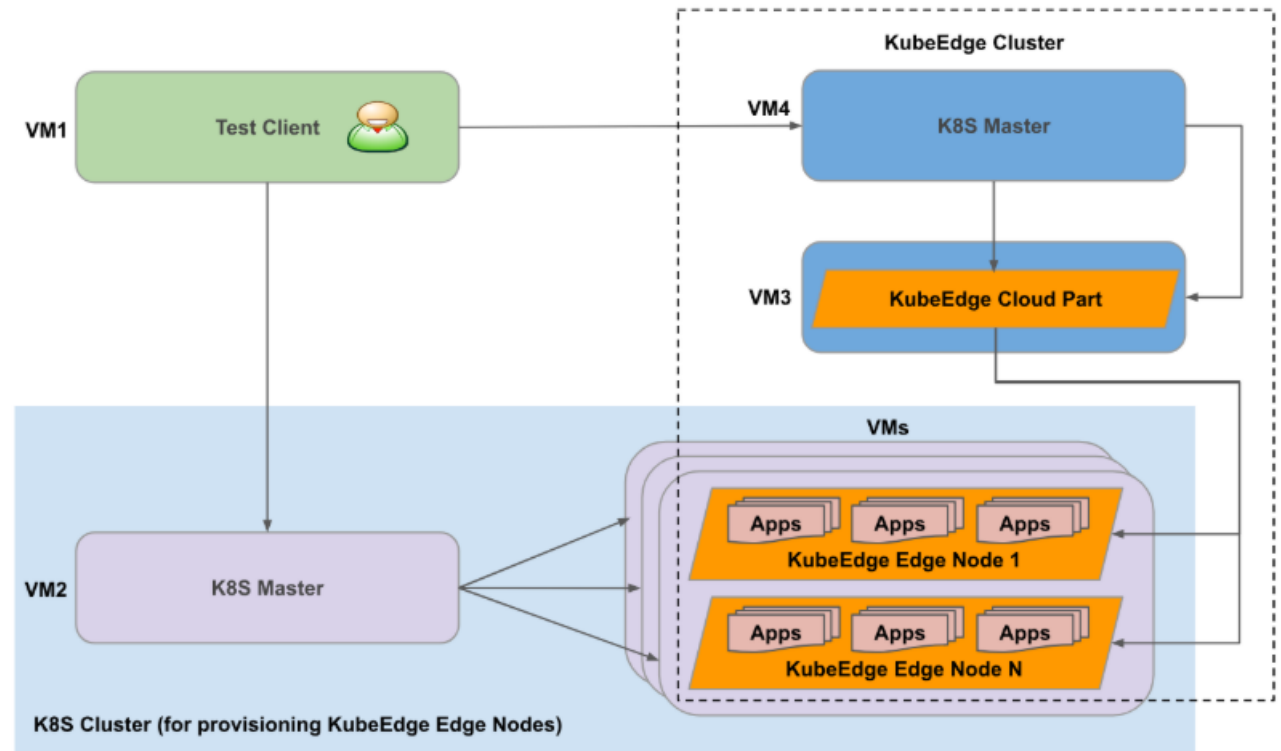 KubeEdge Cluster
VM1
Test Client
VM4
K8S Master
VM3
KubeEdge Cloud Part
VMs
Apps Apps Apps
KubeEdge Edge Node 1
VM2
K8S Master
Apps Apps Apps
KubeEdge Edge Node N
K8S Cluster (for provisioning KubeEdge Edge Nodes)